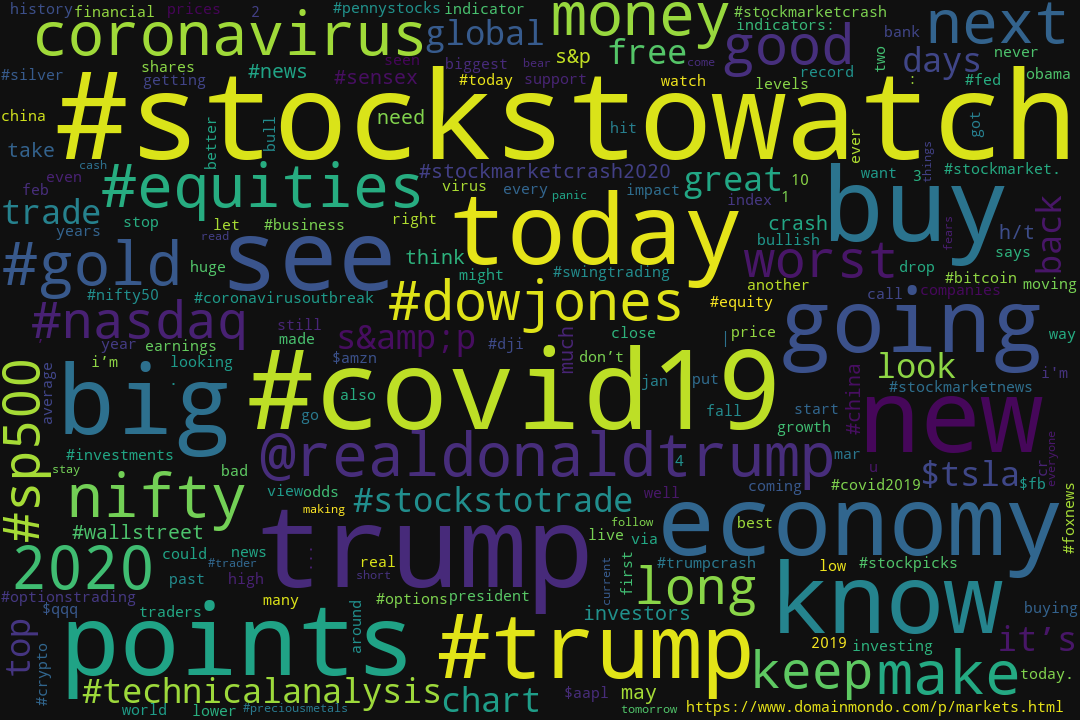 history financial prices 2 #pennystocks indicator money #stockmarketcrash next
coronavirus global s&p free good indicators: bank two days never
#silver shares getting #news seen #sensex biggest bear #today support come watch record levels : #fed obama
china #stockstowatch
take better bull need hit ever got things
cash even feb #equities #stockmarketcrash2020 virus every panic impact great 10 index 1 want 3 #stockmarket.
trade years stop let #business right today buy crash bullish fears h/t says back
#gold huge read see think might #swingtrading worst another drop #bitcoin moving
#nifty50 #coronavirusoutbreak #dowjones #equity call companies
#nasdaq year earnings still made s&amp;p #dji much close | price going way
i’m looking $amzn don’t look i’m
#sp500 average big . also go #covid19 jan put fall start growth #stockmarketnews #china new
#investments stay bad @realdonaldtrump 4 mar u cr everyone
nifty view odds making #stockstotrade well coming #covid2019 $tsla $fb
#wallstreet trump follow live via best economy #foxnews
2020 could news #trader past high : . real short current first #trumpcrash low #stockpicks
#optionstrading $qqq traders many #options president long investors know buying
top points around #trump 2019 investing it’s
#crypto keep make today.
#technicalanalysis chart $aapl may
world lower #preciousmetals tomorrow https://www.domainmondo.com/p/markets.html